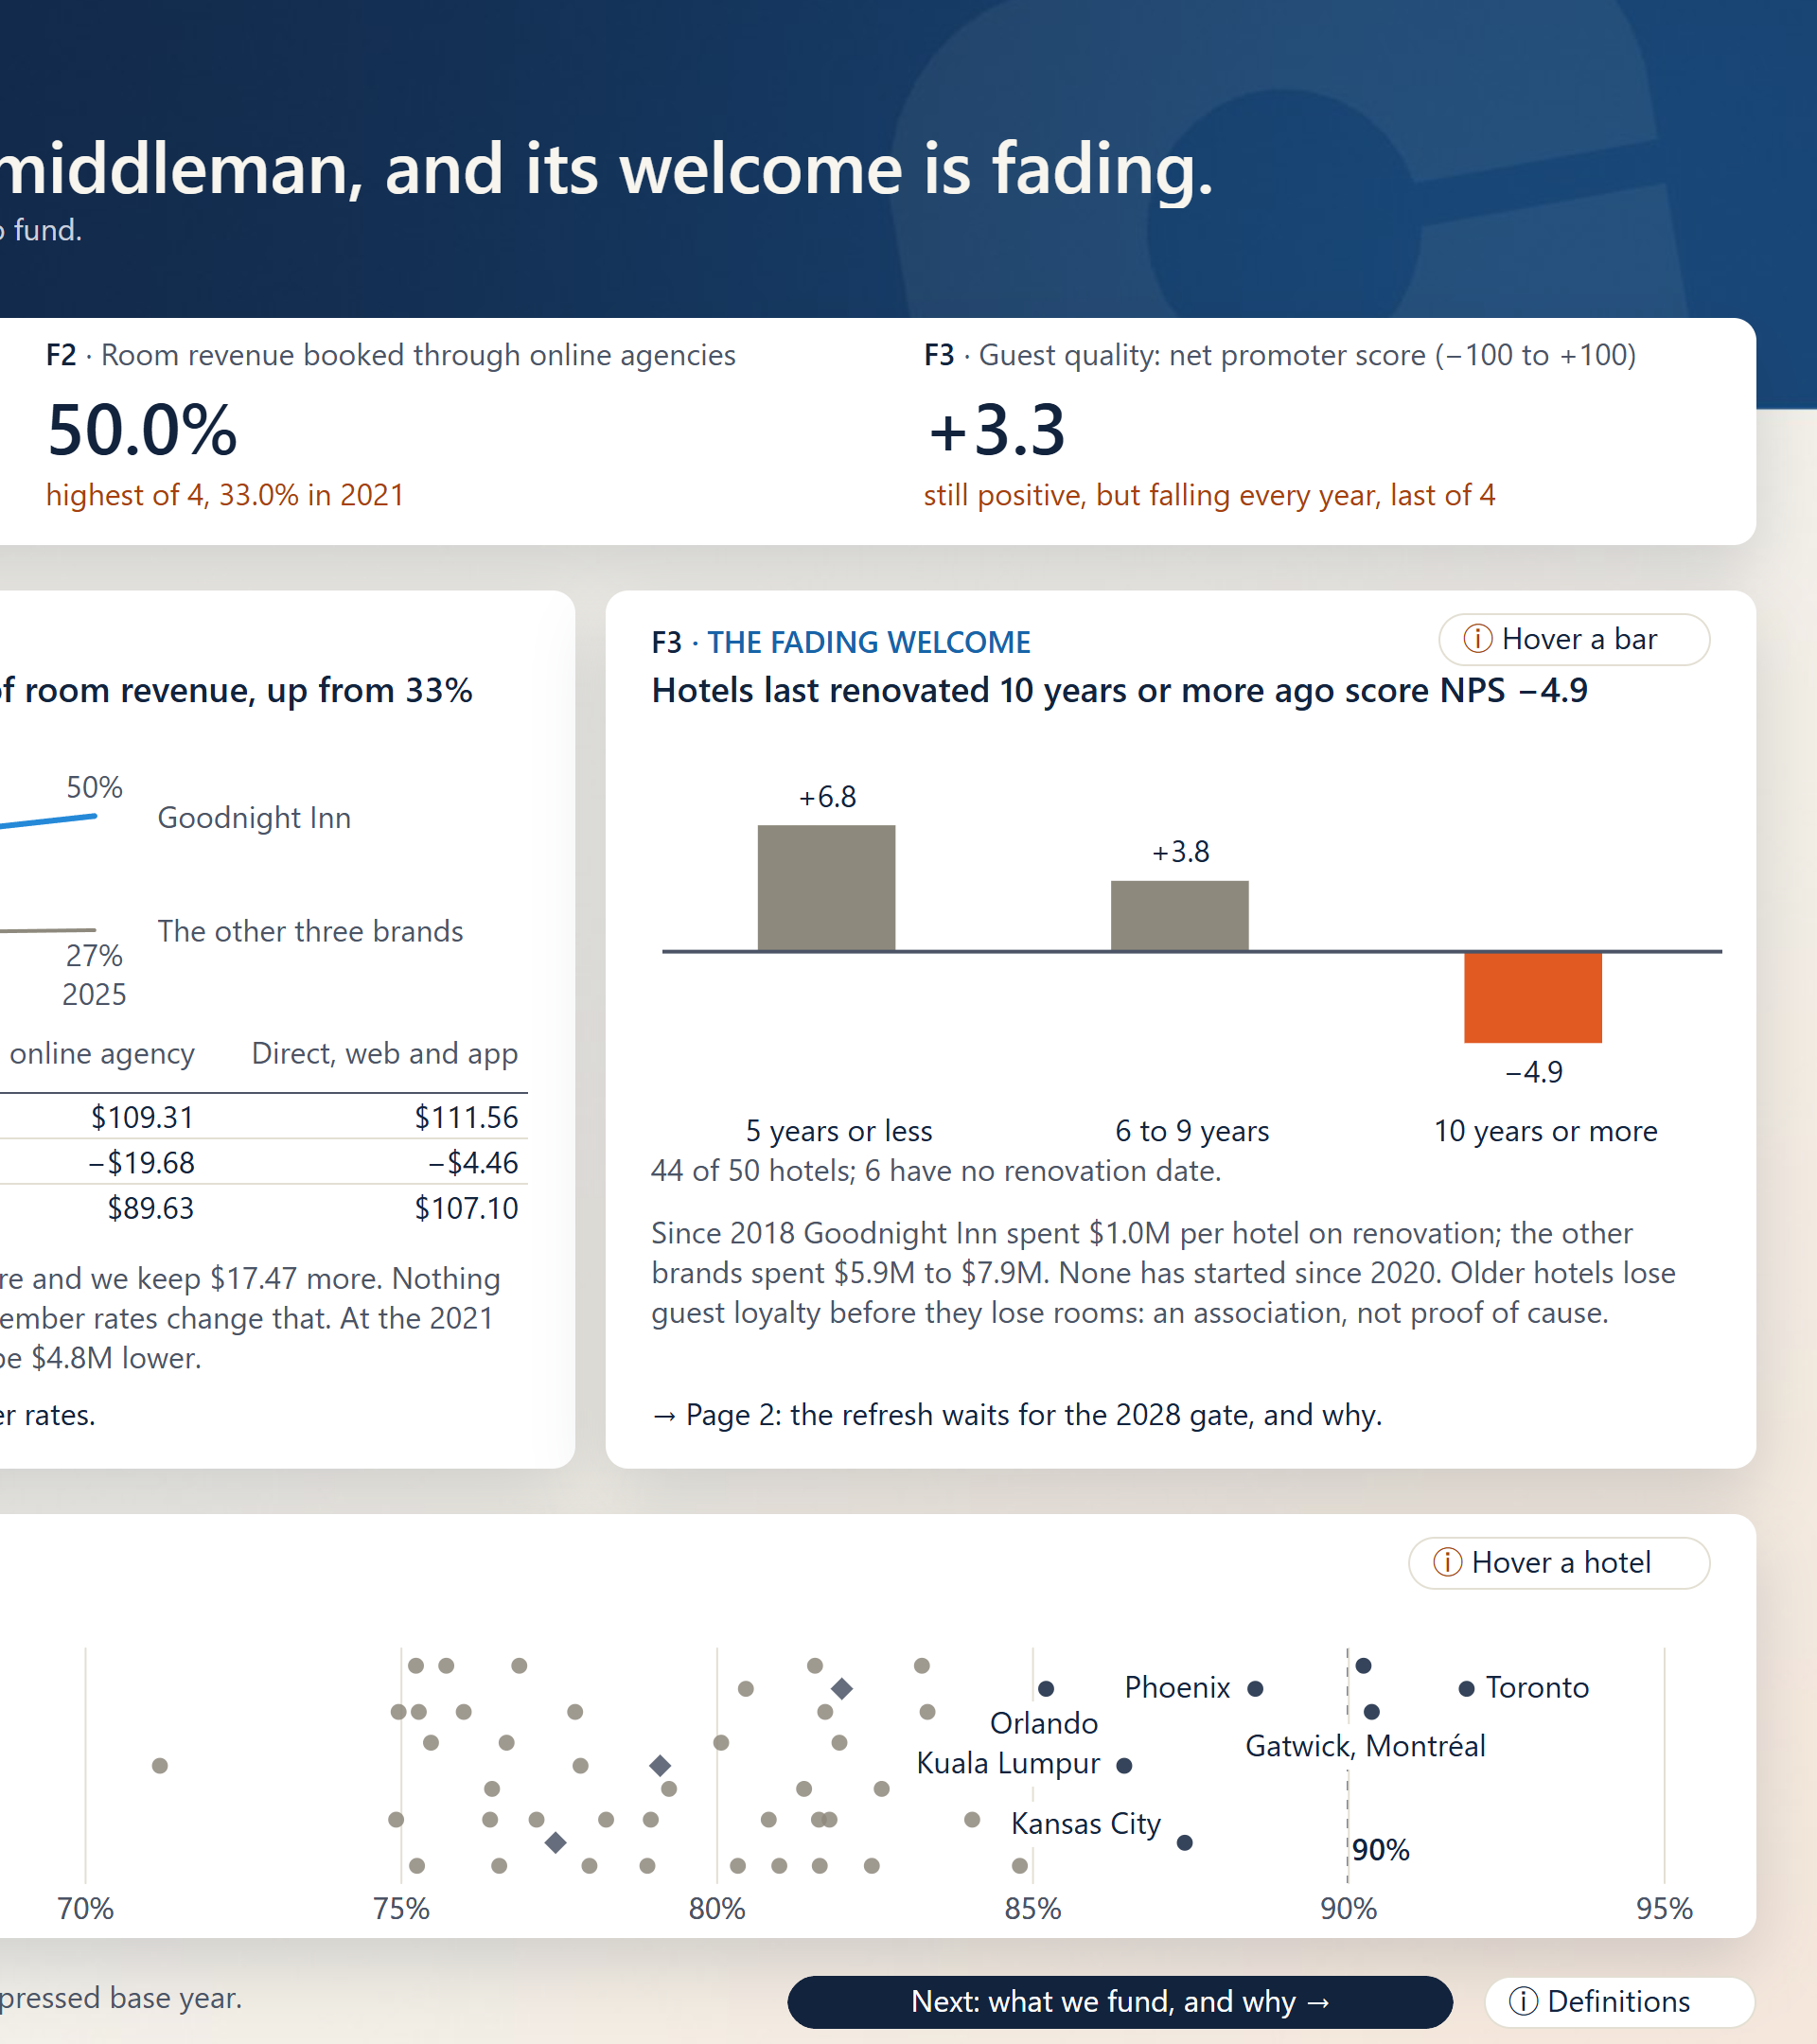 middleman, and its welcome is fading.
fund.
F2 · Room revenue booked through online agencies
50.0%
highest of 4, 33.0% in 2021
F3 · Guest quality: net promoter score (−100 to +100)
+3.3
still positive, but falling every year, last of 4
of room revenue, up from 33%
50%
Goodnight Inn
The other three brands
27%
2025
online agency Direct, web and app
$109.31 $111.56
−$19.68 −$4.46
$89.63 $107.10
re and we keep $17.47 more. Nothing
ember rates change that. At the 2021
be $4.8M lower.
er rates.
F3 · THE FADING WELCOME
ⓘ Hover a bar
Hotels last renovated 10 years or more ago score NPS −4.9
+6.8
+3.8
−4.9
5 years or less 6 to 9 years 10 years or more
44 of 50 hotels; 6 have no renovation date.
Since 2018 Goodnight Inn spent $1.0M per hotel on renovation; the other
brands spent $5.9M to $7.9M. None has started since 2020. Older hotels lose
guest loyalty before they lose rooms: an association, not proof of cause.
→ Page 2: the refresh waits for the 2028 gate, and why.
ⓘ Hover a hotel
Phoenix
Toronto
Orlando
Gatwick, Montréal
Kuala Lumpur
Kansas City
90%
70% 75% 80% 85% 90% 95%
pressed base year.
Next: what we fund, and why →
ⓘ Definitions